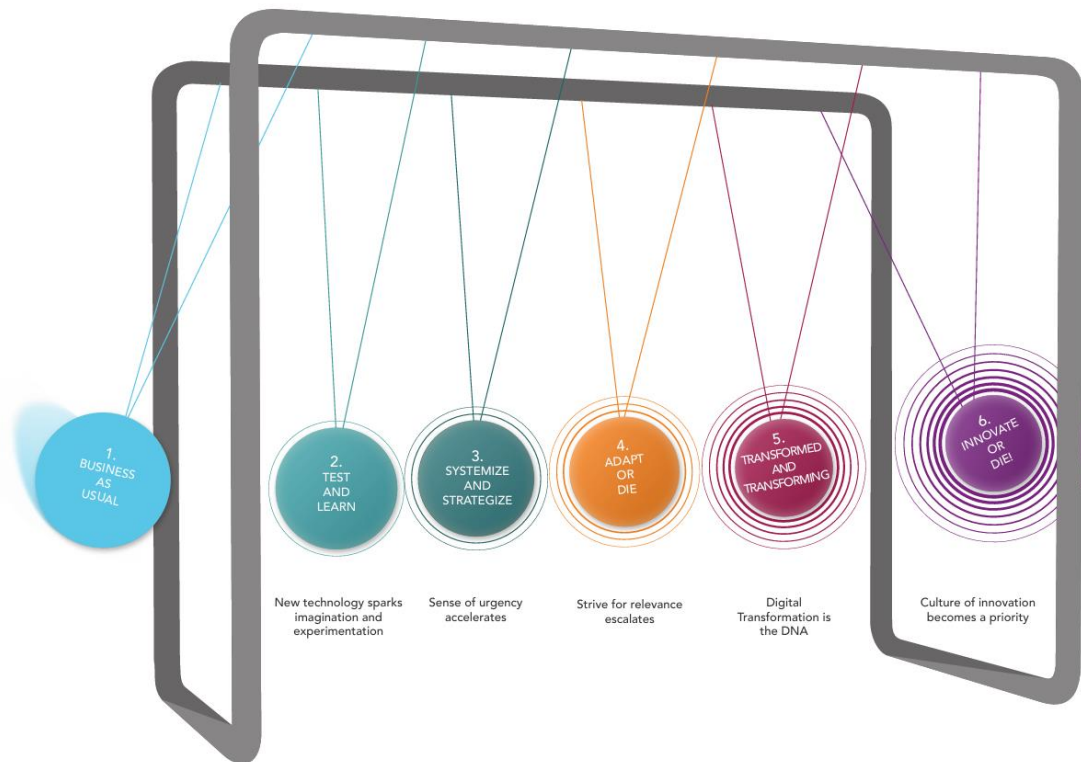 1.
BUSINESS
AS
USUAL
2.
TEST
AND
LEARN
3.
SYSTEMIZE
AND
STRATEGIZE
4.
ADAPT
OR
DIE
5.
TRANSFORMED
AND
TRANSFORMING
6.
INNOVATE
OR
DIE!
New technology sparks
imagination and
experimentation
Sense of urgency
accelerates
Strive for relevance
escalates
Digital
Transformation is
the DNA
Culture of innovation
becomes a priority